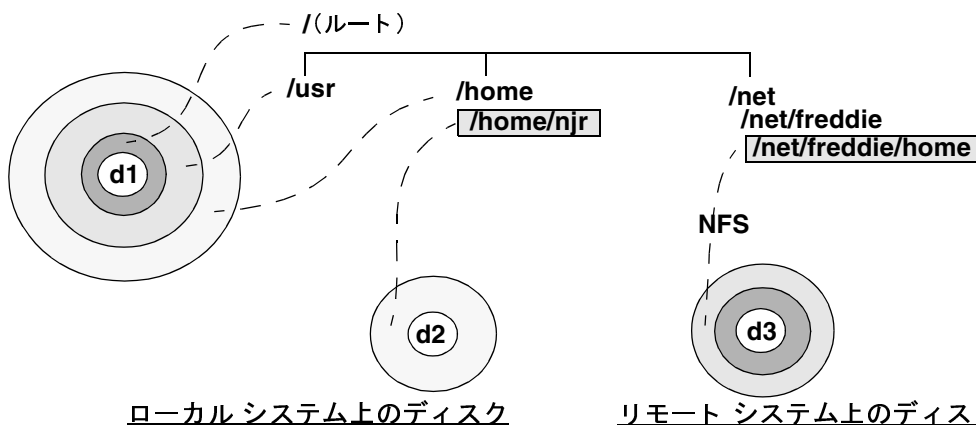 /(ルート)
/usr
/home
/home/njr
/net
/net/freddie
/net/freddie/home
d1
NFS
d2
d3
ローカル システム上のディスク
リモート システム上のディス